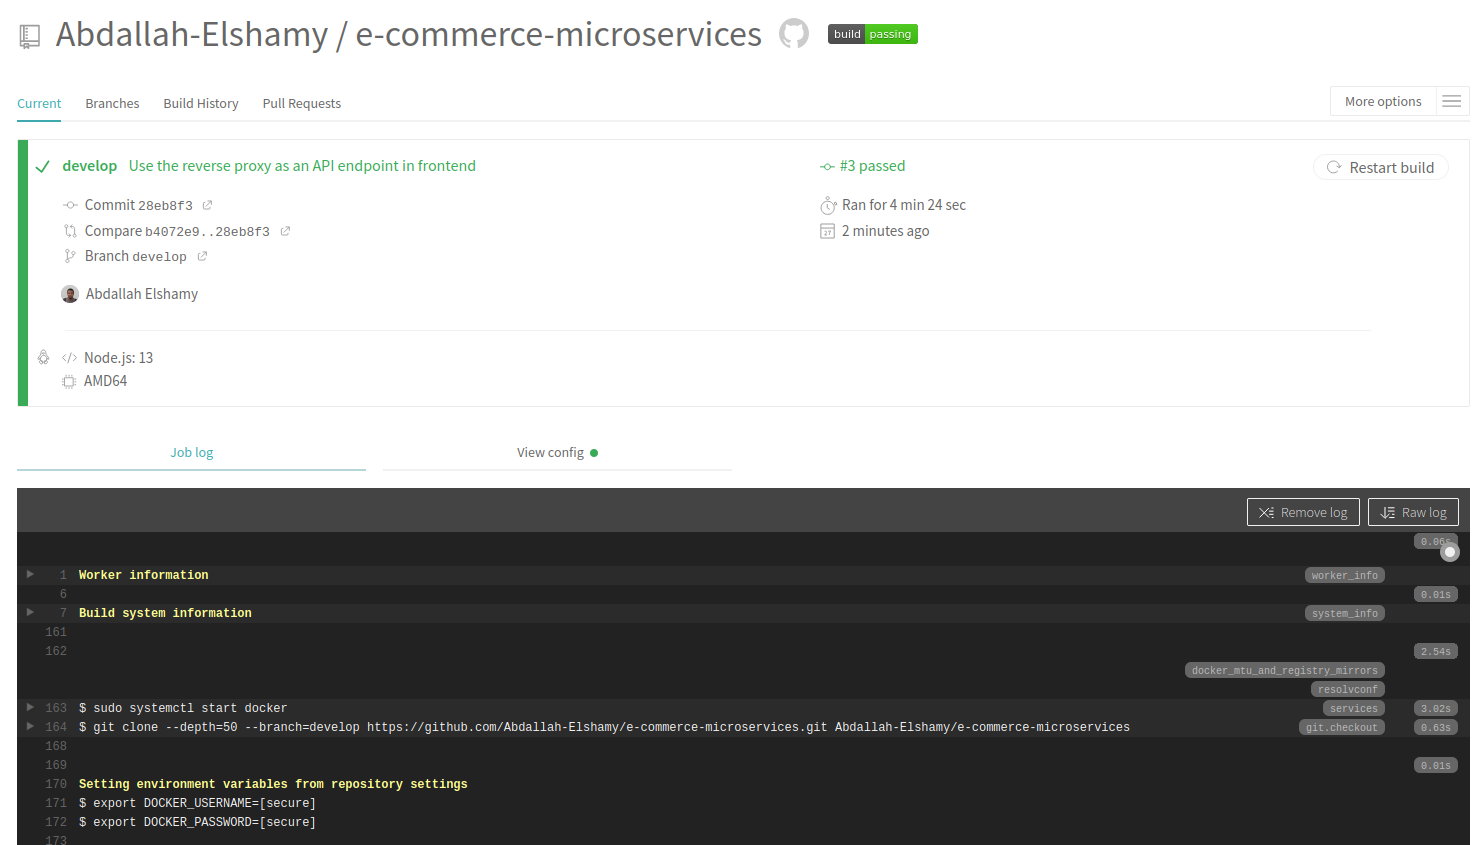 Abdallah-Elshamy / e-commerce-microservices build passing
Current Branches Build History Pull Requests More options
develop Use the reverse proxy as an API endpoint in frontend #3 passed Restart build
Commit 28eb8f3 Ran for 4 min 24 sec
Compare b4072e9..28eb8f3 27 2 minutes ago
Branch develop
Abdallah Elshamy
</> Node.js: 13
AMD64
Job log View config
Remove log Raw log
0.06s
1 Worker information worker_info
6 0.01s
7 Build system information system_info
161
162 2.54s
docker_mtu_and_registry_mirrors
resolvconf
163 $ sudo systemctl start docker services 3.02s
164 $ git clone --depth=50 --branch=develop https://github.com/Abdallah-Elshamy/e-commerce-microservices.git Abdallah-Elshamy/e-commerce-microservices git.checkout 0.63s
168
169 0.01s
170 Setting environment variables from repository settings
171 $ export DOCKER_USERNAME=[secure]
172 $ export DOCKER_PASSWORD=[secure]
173